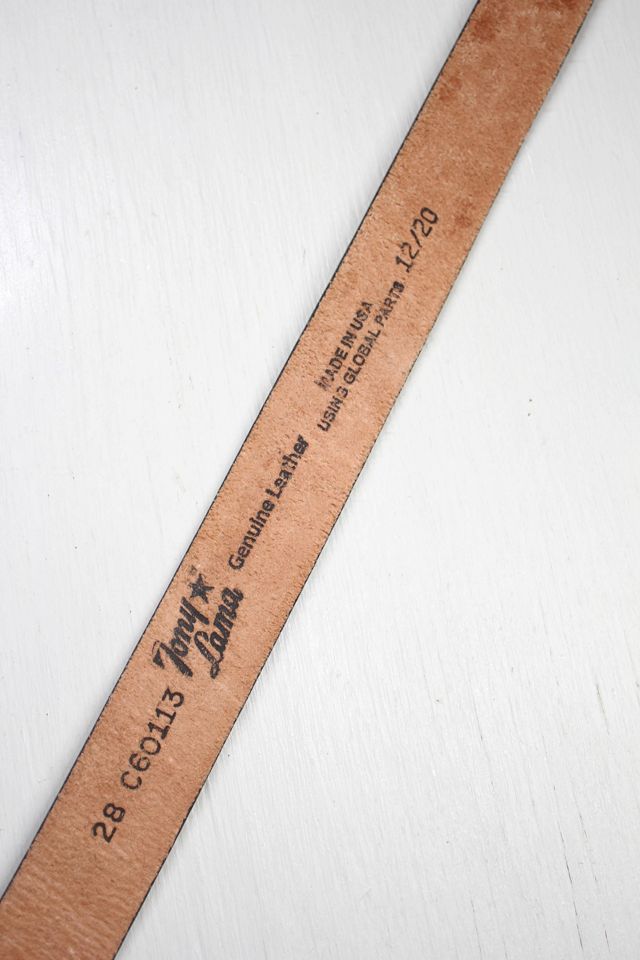 28 C60113
Tony
Lama
Genuine Leather
MADE IN USA
USING GLOBAL PARTS
12/20